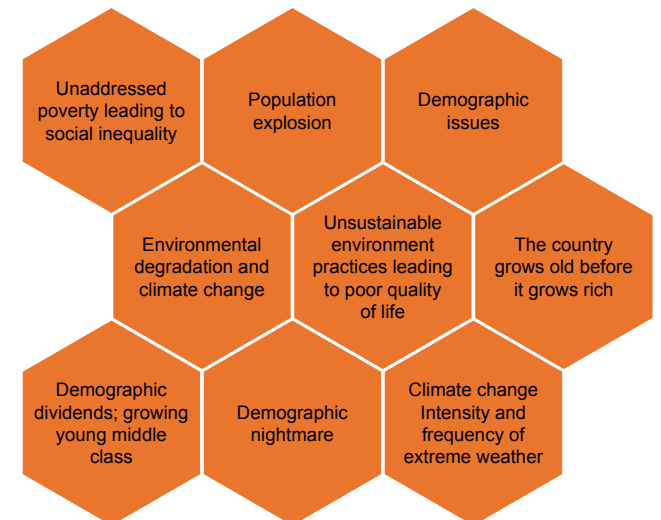 Unaddressed
poverty leading to
social inequality
Population
explosion
Demographic
issues
Environmental
degradation and
climate change
Unsustainable
environment
practices leading
to poor quality
of life
The country
grows old before
it grows rich
Demographic
dividends; growing
young middle
class
Demographic
nightmare
Climate change
Intensity and
frequency of
extreme weather